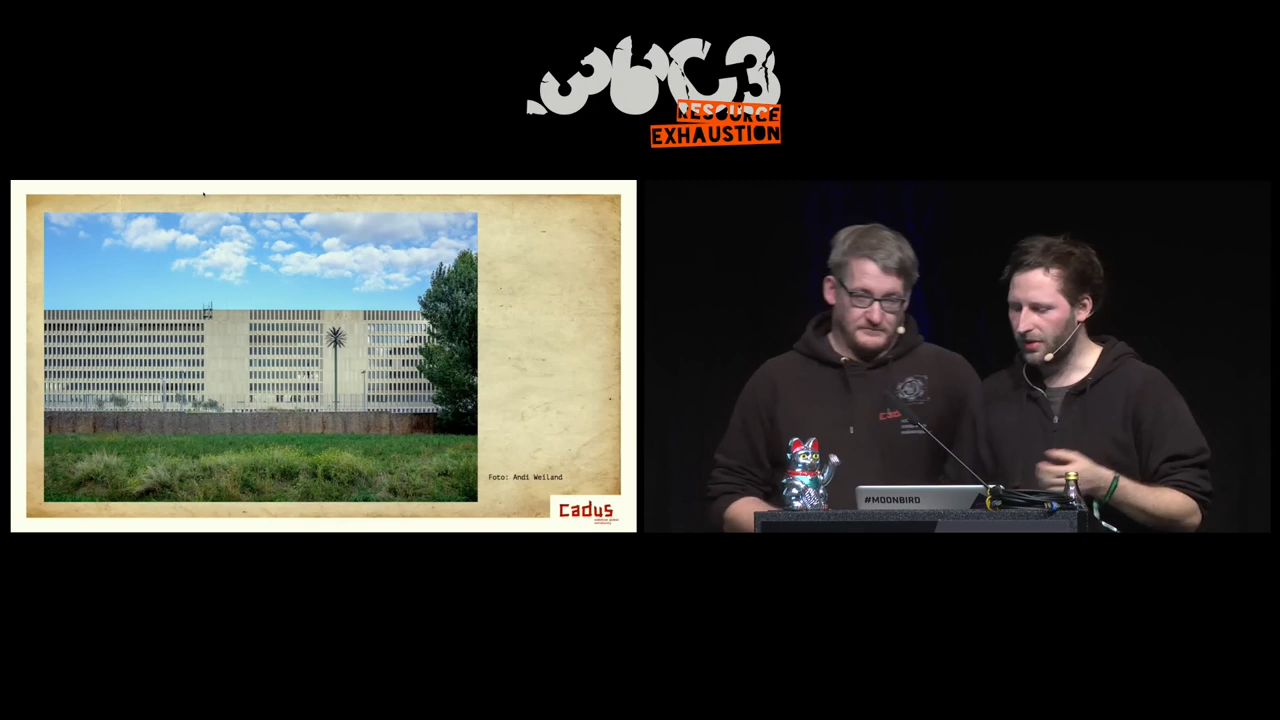 36C3
RESOURCE
EXHAUSTION
Foto: Andi Weiland
Cadus
#MOONBIRD